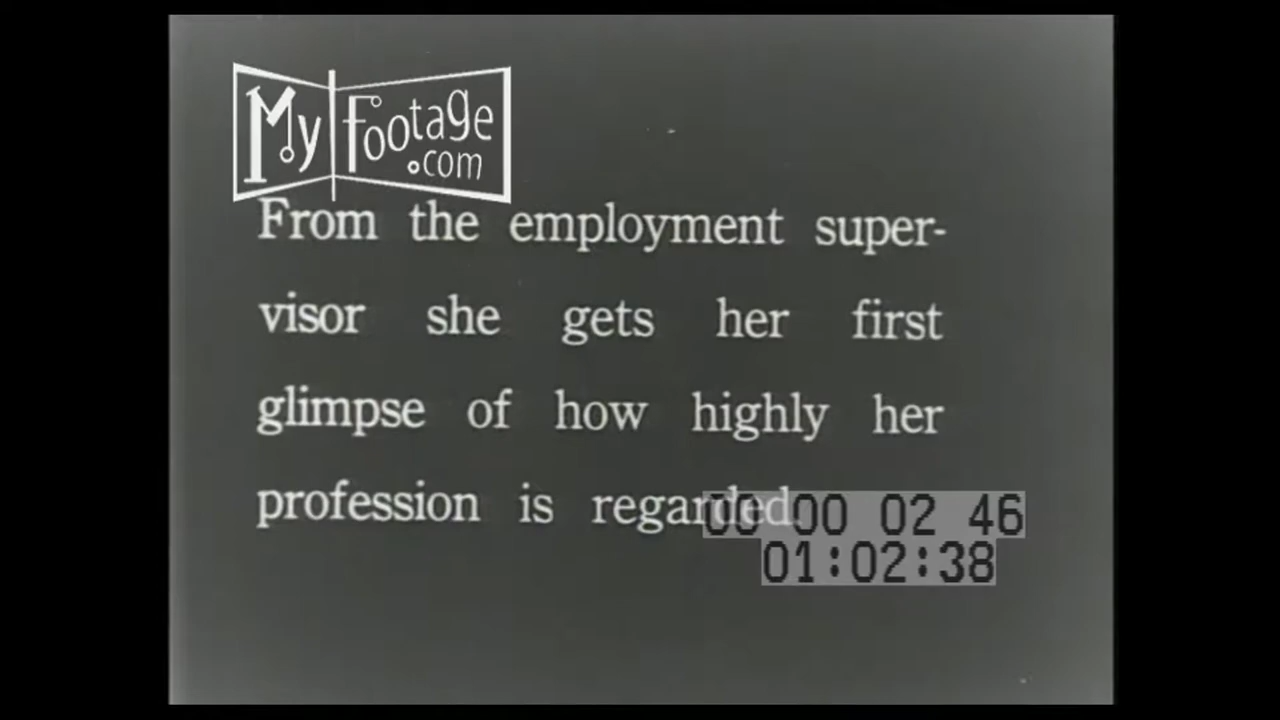 My Footage
.com
From the employment super-
visor she gets her first
glimpse of how highly her
profession is regarded.
00 00 02 46
01:02:38